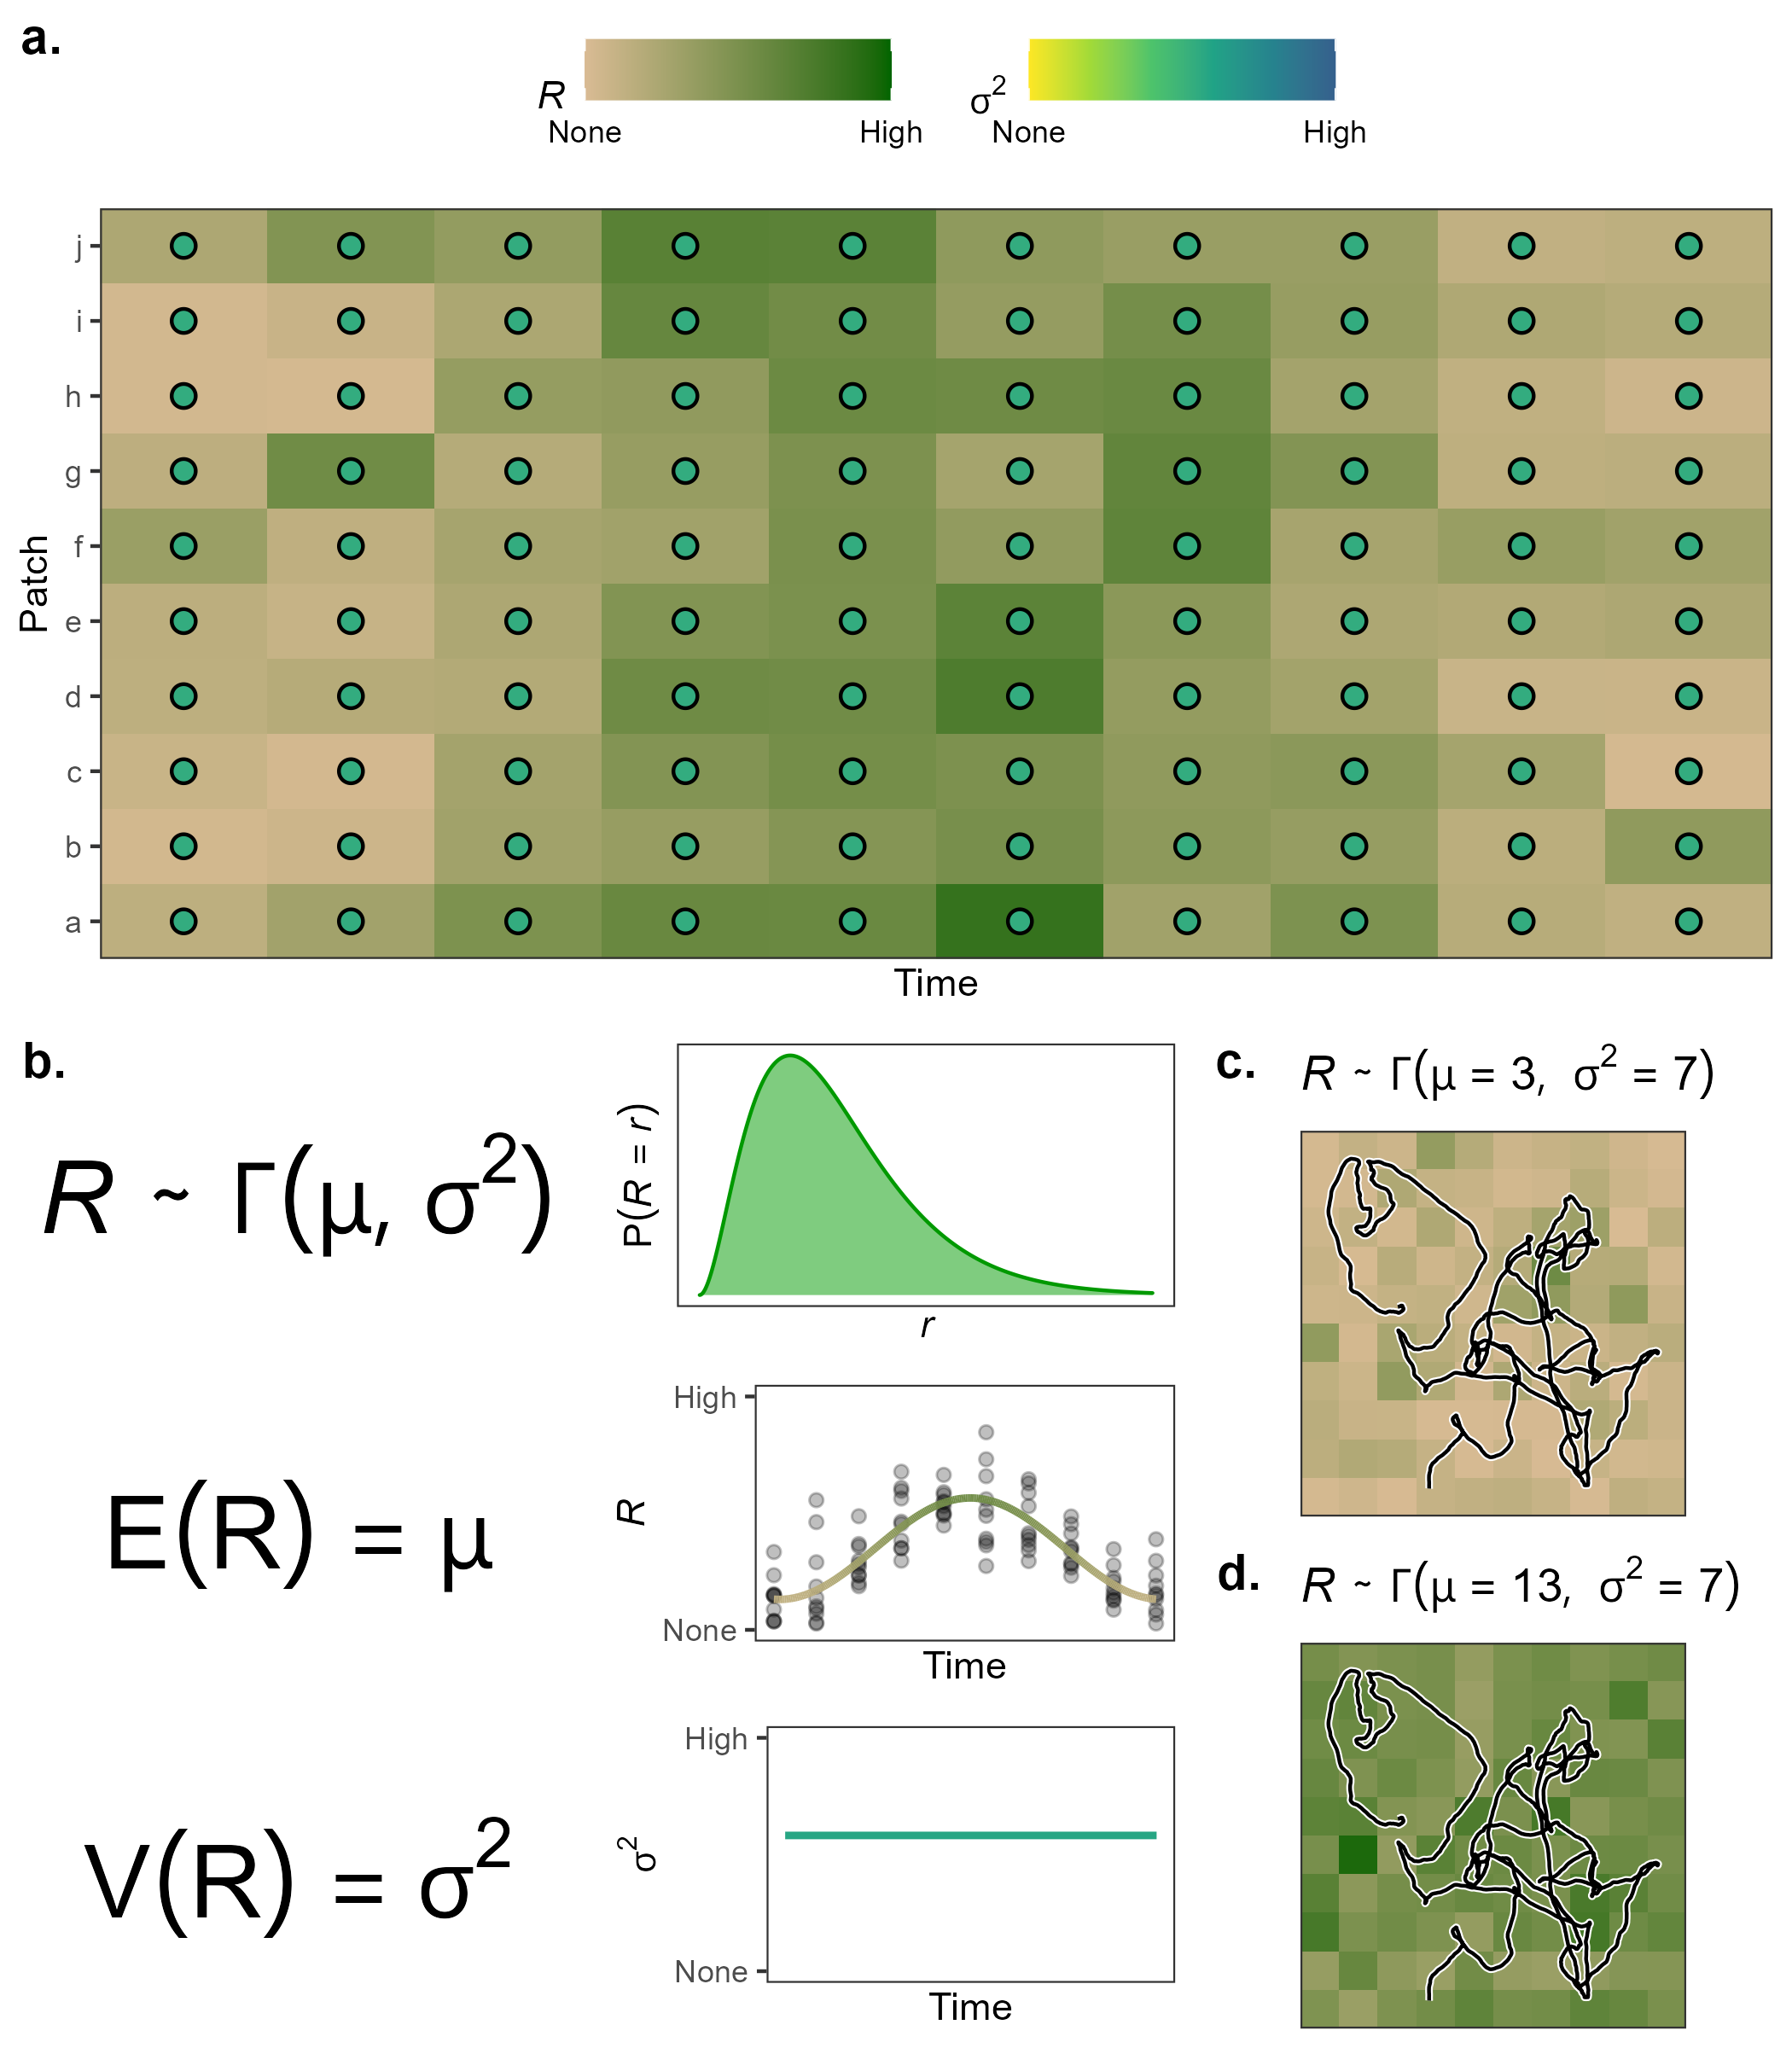 a.
R
None
High
σ²
None
High
Patch
j
i
h
g
f
e
d
c
b
a
Time
b.
R ~ Γ(μ, σ²)
P(R = r)
r
E(R) = μ
High
R
None
Time
V(R) = σ²
High
σ²
None
Time
c.
R ~ Γ(μ = 3, σ² = 7)
d.
R ~ Γ(μ = 13, σ² = 7)